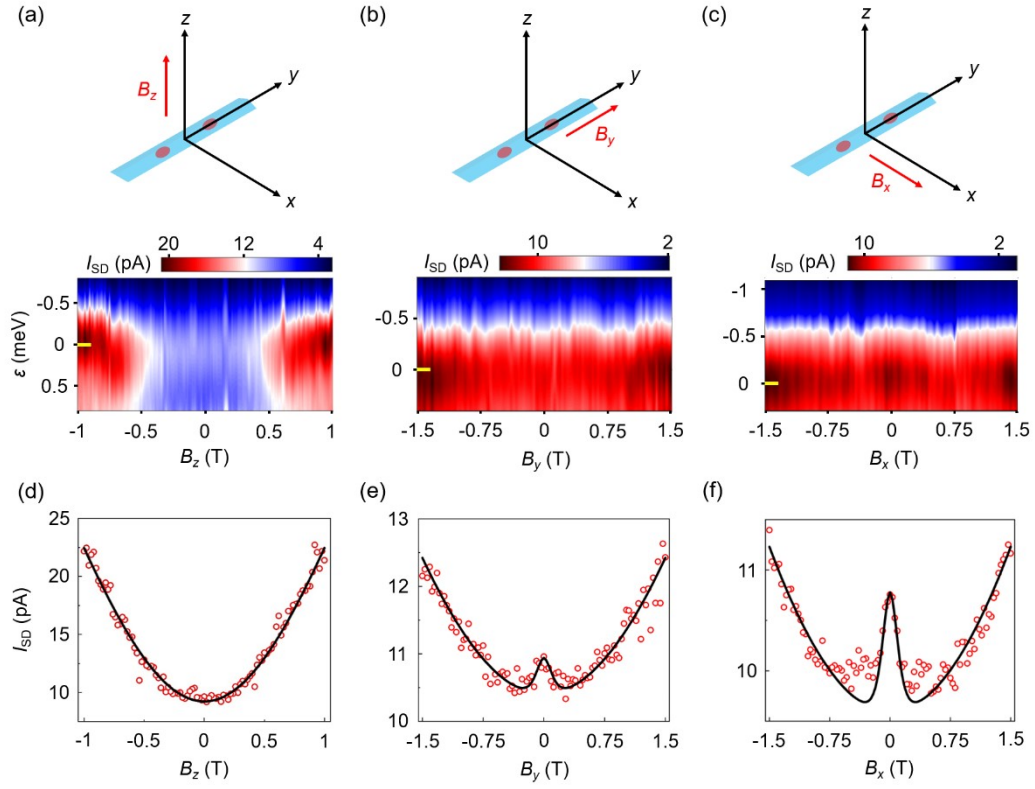 (a)
z
y
x
B_z
(b)
z
y
x
B_y
(c)
z
y
x
B_x
I_SD (pA) 20 12 4
ε (meV)
-0.5
0
0.5
-1 -0.5 0 0.5 1
B_z (T)
I_SD (pA) 10 2
-0.5
0
-1.5 -0.75 0 0.75 1.5
B_y (T)
I_SD (pA) 10 2
-1
-0.5
0
-1.5 -0.75 0 0.75 1.5
B_x (T)
(d)
I_SD (pA)
25
20
15
10
-1 -0.5 0 0.5 1
B_z (T)
(e)
13
12
11
10
-1.5 -0.75 0 0.75 1.5
B_y (T)
(f)
11
10
-1.5 -0.75 0 0.75 1.5
B_x (T)